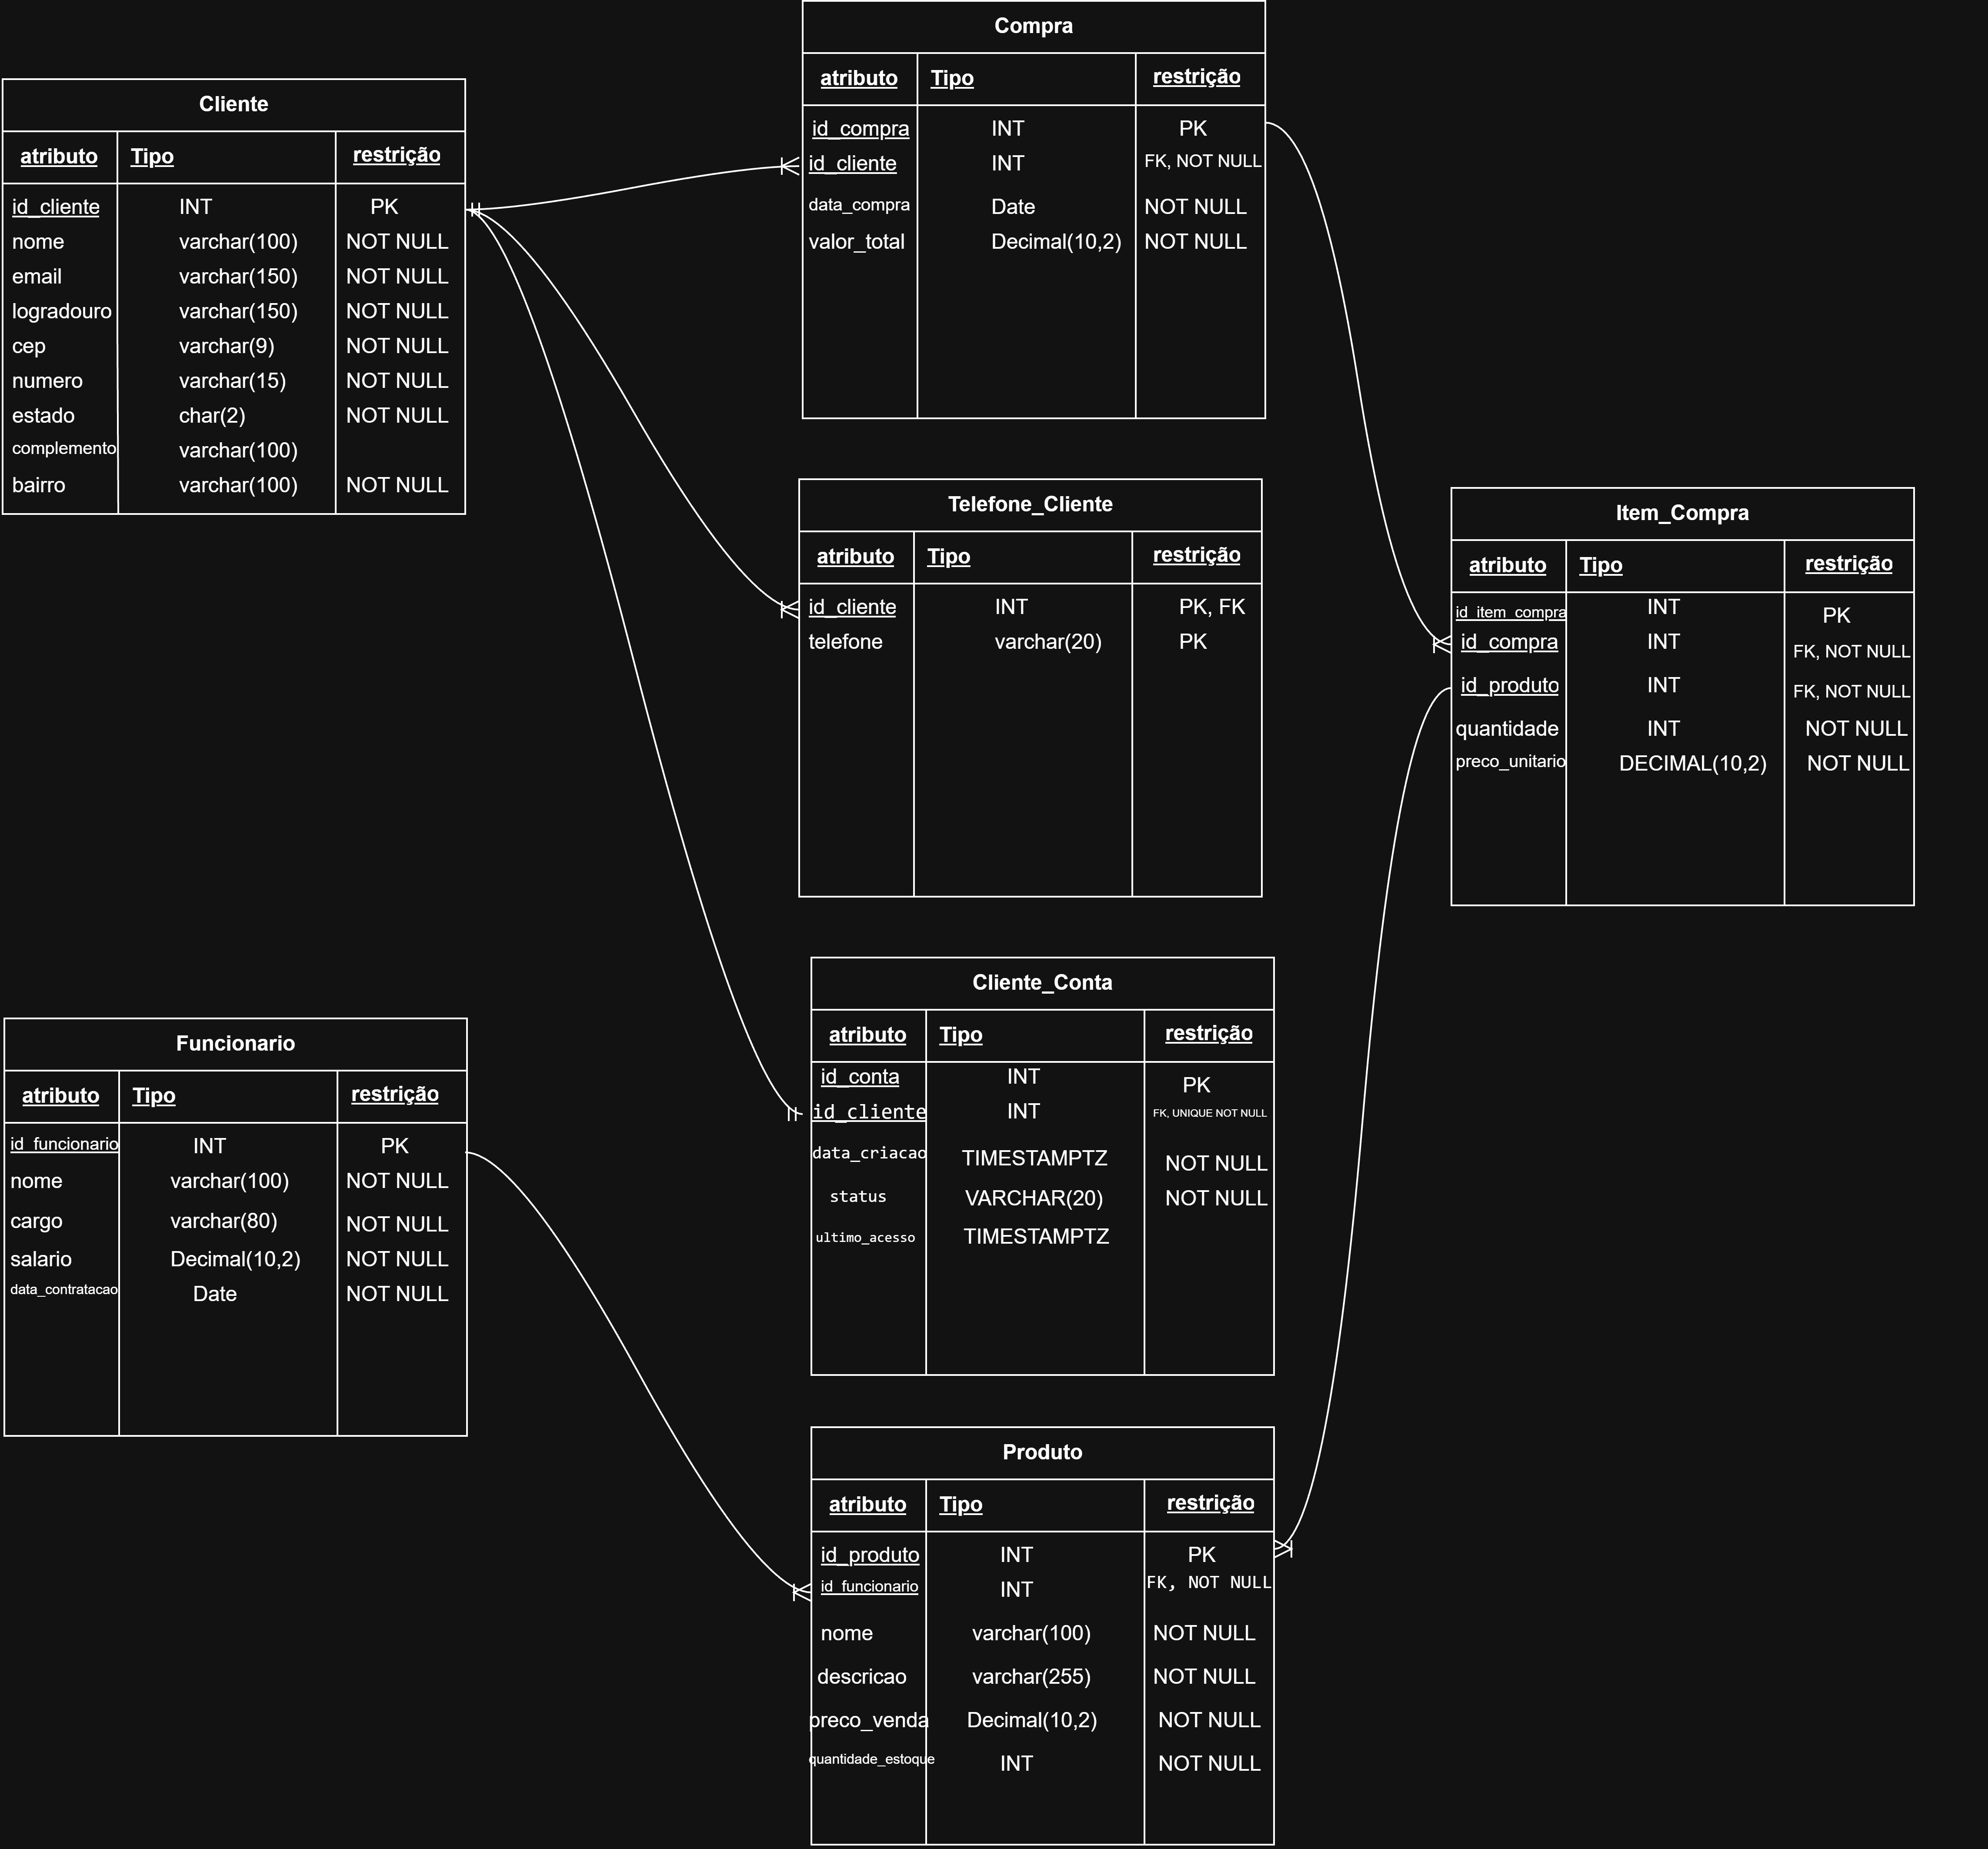 Cliente
atributo Tipo restrição
id_cliente INT PK
nome varchar(100) NOT NULL
email varchar(150) NOT NULL
logradouro varchar(150) NOT NULL
cep varchar(9) NOT NULL
numero varchar(15) NOT NULL
estado char(2) NOT NULL
complemento varchar(100)
bairro varchar(100) NOT NULL
Compra
atributo Tipo restrição
id_compra INT PK
id_cliente INT FK, NOT NULL
data_compra Date NOT NULL
valor_total Decimal(10,2) NOT NULL
Telefone_Cliente
atributo Tipo restrição
id_cliente INT PK, FK
telefone varchar(20) PK
Item_Compra
atributo Tipo restrição
id_item_compra INT PK
id_compra INT FK, NOT NULL
id_produto INT FK, NOT NULL
quantidade INT NOT NULL
preco_unitario DECIMAL(10,2) NOT NULL
Cliente_Conta
atributo Tipo restrição
id_conta INT PK
id_cliente INT FK, UNIQUE NOT NULL
data_criacao TIMESTAMPTZ NOT NULL
status VARCHAR(20) NOT NULL
ultimo_acesso TIMESTAMPTZ
Funcionario
atributo Tipo restrição
id_funcionario INT PK
nome varchar(100) NOT NULL
cargo varchar(80) NOT NULL
salario Decimal(10,2) NOT NULL
data_contratacao Date NOT NULL
Produto
atributo Tipo restrição
id_produto INT PK
id_funcionario INT FK, NOT NULL
nome varchar(100) NOT NULL
descricao varchar(255) NOT NULL
preco_venda Decimal(10,2) NOT NULL
quantidade_estoque INT NOT NULL